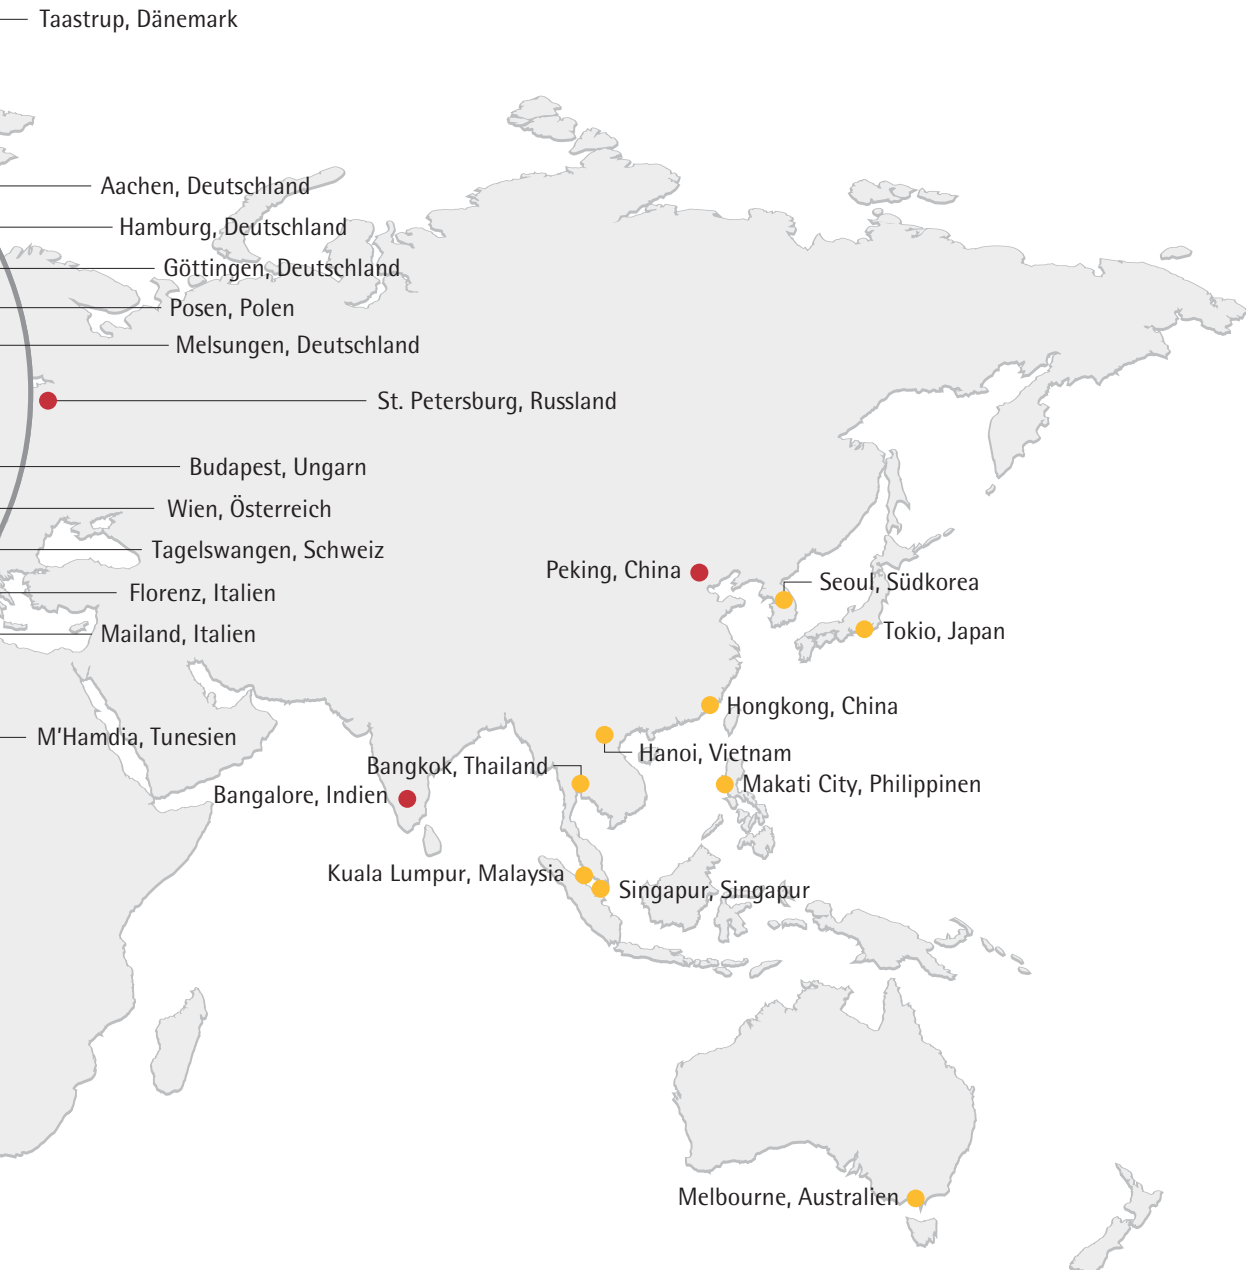 Taastrup, Dänemark
Aachen, Deutschland
Hamburg, Deutschland
Göttingen, Deutschland
Posen, Polen
Melsungen, Deutschland
St. Petersburg, Russland
Budapest, Ungarn
Wien, Österreich
Tagelswangen, Schweiz
Peking, China
Seoul, Südkorea
Florenz, Italien
Mailand, Italien
Tokio, Japan
Hongkong, China
M'Hamdia, Tunesien
Hanoi, Vietnam
Bangkok, Thailand
Makati City, Philippinen
Bangalore, Indien
Kuala Lumpur, Malaysia
Singapur, Singapur
Melbourne, Australien